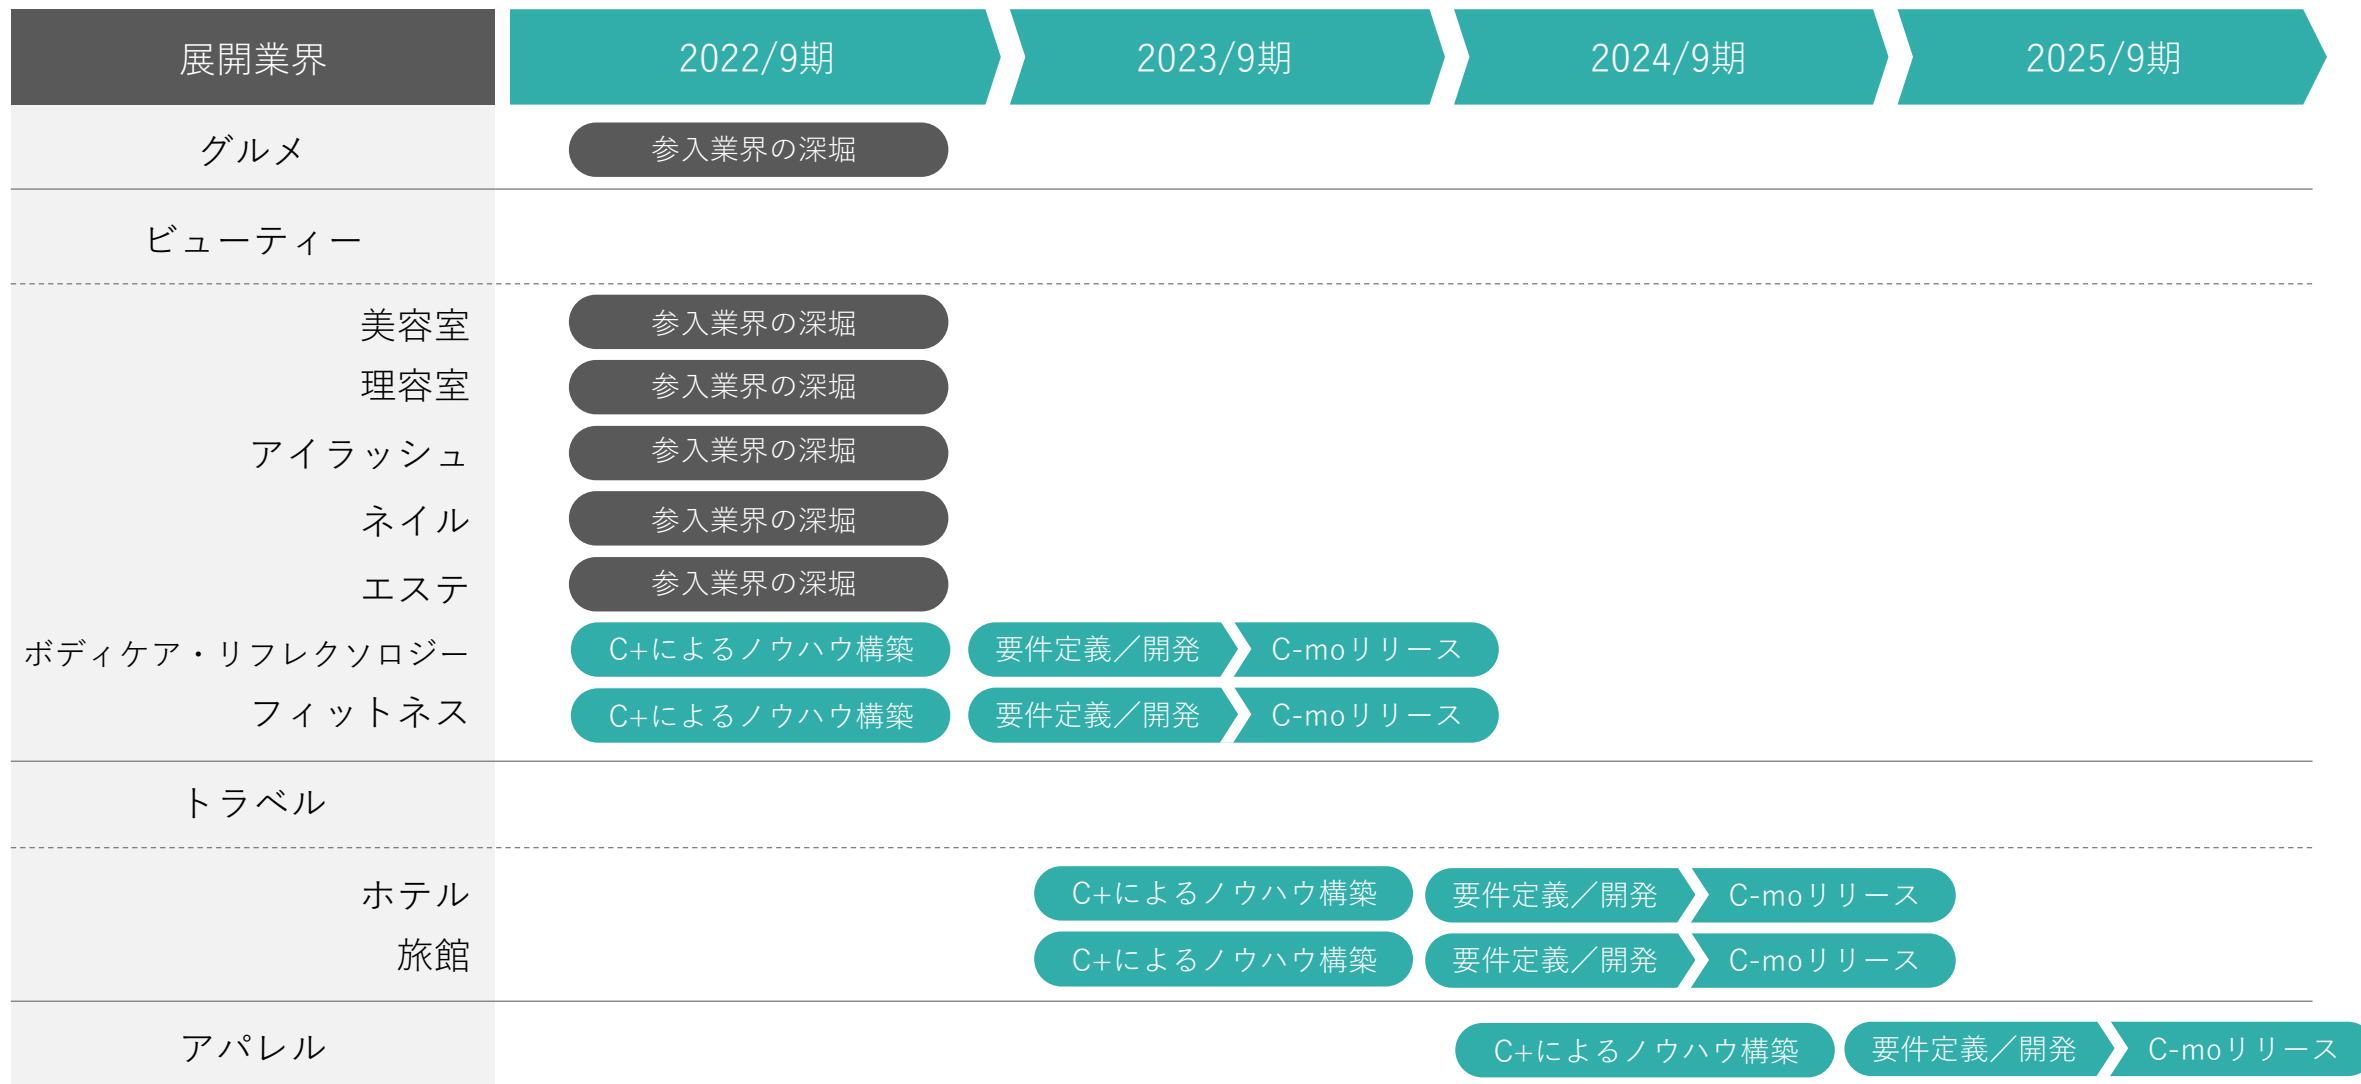 展開業界 2022/9期 2023/9期 2024/9期 2025/9期
グルメ 参入業界の深堀
ビューティー
美容室 参入業界の深堀
理容室 参入業界の深堀
アイラッシュ 参入業界の深堀
ネイル 参入業界の深堀
エステ 参入業界の深堀
ボディケア・リフレクソロジー C+によるノウハウ構築 要件定義／開発 C-moリリース
フィットネス C+によるノウハウ構築 要件定義／開発 C-moリリース
トラベル
ホテル C+によるノウハウ構築 要件定義／開発 C-moリリース
旅館 C+によるノウハウ構築 要件定義／開発 C-moリリース
アパレル C+によるノウハウ構築 要件定義／開発 C-moリリース